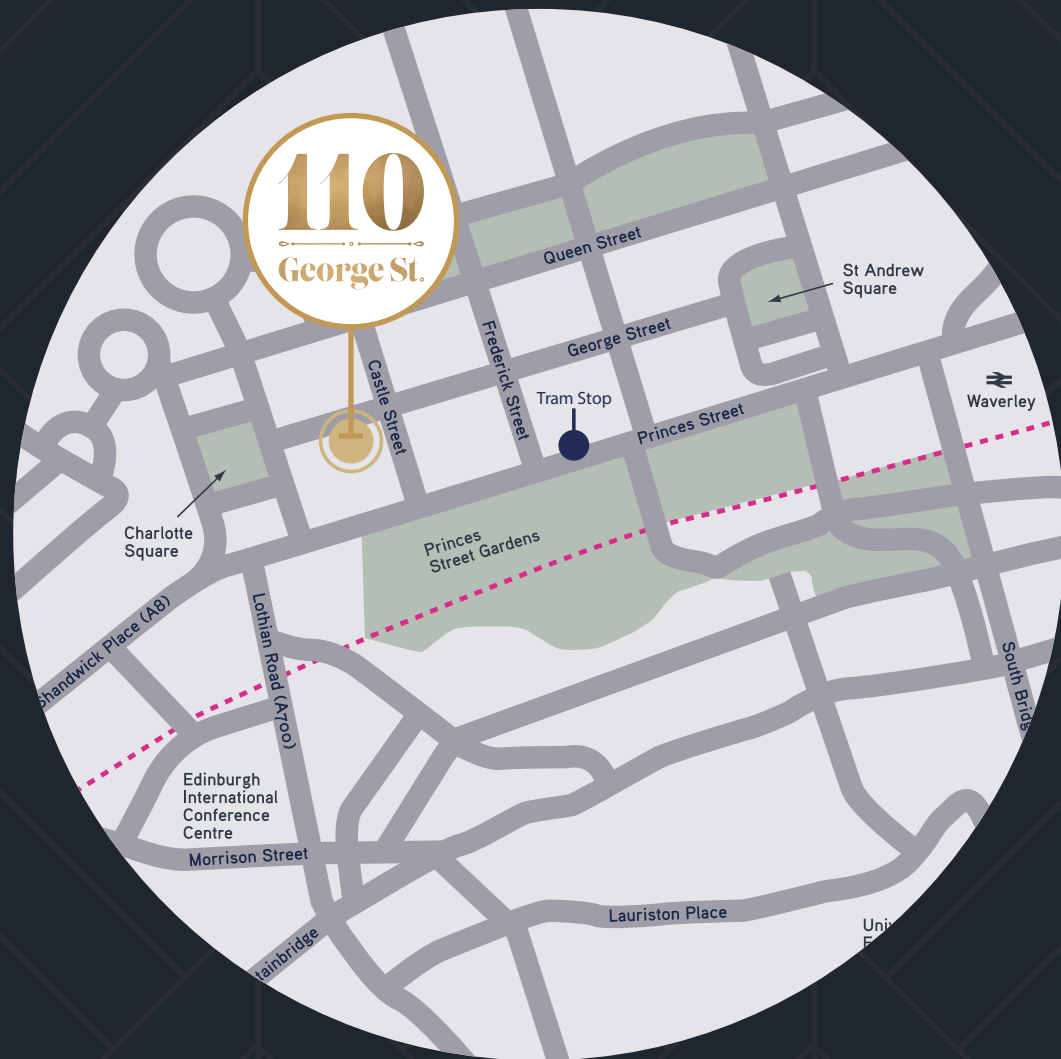 110
George St.
Queen Street
St Andrew
Square
George Street
Frederick Street
Castle Street
Tram Stop
Princes Street
Waverley
Charlotte
Square
Princes
Street Gardens
Shandwick Place (A8)
Lothian Road (A700)
South Bridg
Edinburgh
International
Conference
Centre
Morrison Street
Lauriston Place
Uni
tainbridge